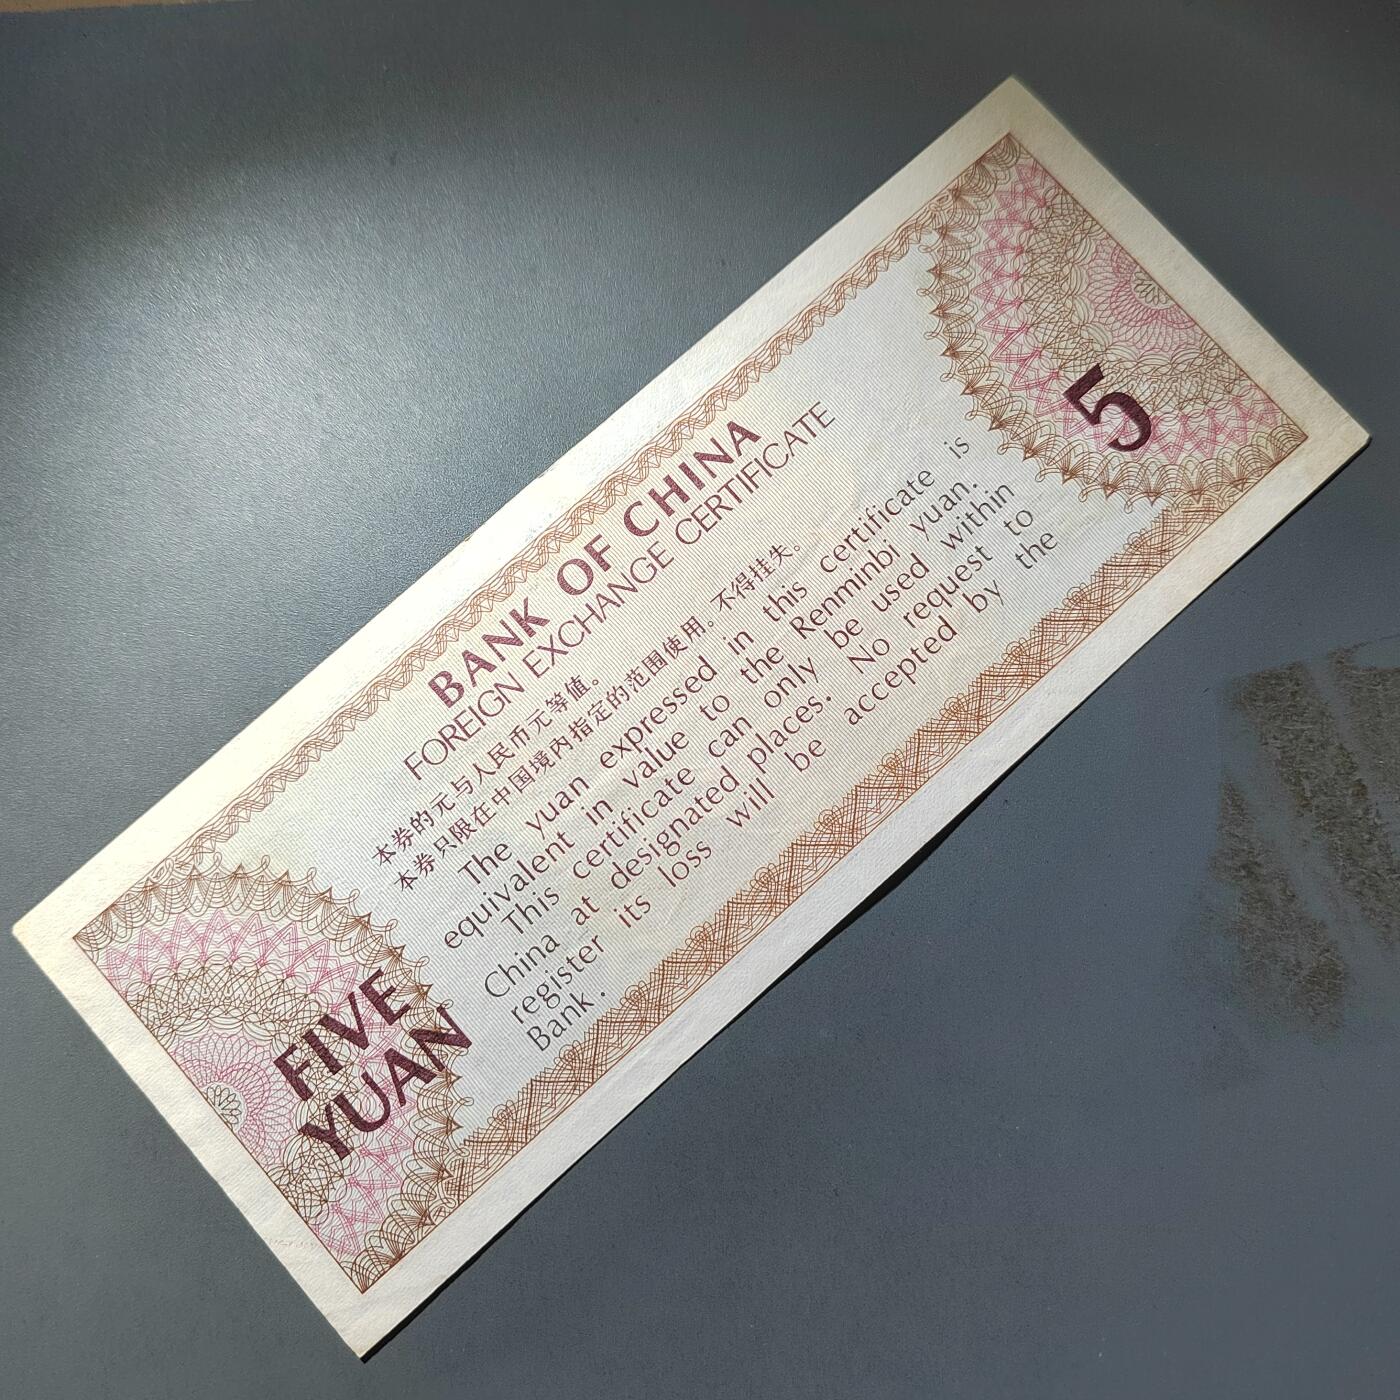 BANK OF CHINA
FOREIGN EXCHANGE CERTIFICATE
本券的元与人民币元等值。
本券只限在中国境内指定的范围使用。不得挂失。
The yuan expressed in this certificate is
equivalent in value to the Renminbi yuan.
This certificate can only be used within
China at designated places. No request to
register its loss will be accepted by the
Bank.
FIVE
YUAN
5